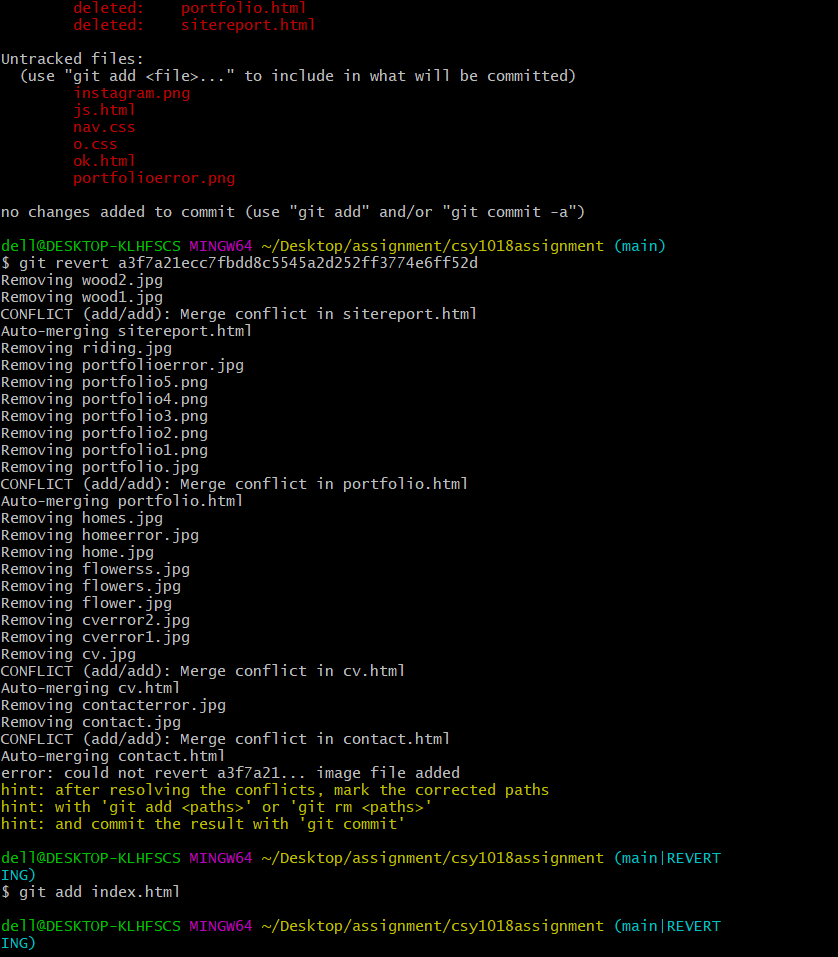 deleted:    portfolio.html
deleted:    sitereport.html
Untracked files:
(use "git add <file>..." to include in what will be committed)
instagram.png
js.html
nav.css
o.css
ok.html
portfolioerror.png
no changes added to commit (use "git add" and/or "git commit -a")
dell@DESKTOP-KLHFSCS MINGW64 ~/Desktop/assignment/csy1018assignment (main)
$ git revert a3f7a21ecc7fbdd8c5545a2d252ff3774e6ff52d
Removing wood2.jpg
Removing wood1.jpg
CONFLICT (add/add): Merge conflict in sitereport.html
Auto-merging sitereport.html
Removing riding.jpg
Removing portfolioerror.jpg
Removing portfolio5.png
Removing portfolio4.png
Removing portfolio3.png
Removing portfolio2.png
Removing portfolio1.png
Removing portfolio.jpg
CONFLICT (add/add): Merge conflict in portfolio.html
Auto-merging portfolio.html
Removing homes.jpg
Removing homeerror.jpg
Removing home.jpg
Removing flowerss.jpg
Removing flowers.jpg
Removing flower.jpg
Removing cverror2.jpg
Removing cverror1.jpg
Removing cv.jpg
CONFLICT (add/add): Merge conflict in cv.html
Auto-merging cv.html
Removing contacterror.jpg
Removing contact.jpg
CONFLICT (add/add): Merge conflict in contact.html
Auto-merging contact.html
error: could not revert a3f7a21... image file added
hint: after resolving the conflicts, mark the corrected paths
hint: with 'git add <paths>' or 'git rm <paths>'
hint: and commit the result with 'git commit'
dell@DESKTOP-KLHFSCS MINGW64 ~/Desktop/assignment/csy1018assignment (main|REVERT
ING)
$ git add index.html
dell@DESKTOP-KLHFSCS MINGW64 ~/Desktop/assignment/csy1018assignment (main|REVERT
ING)